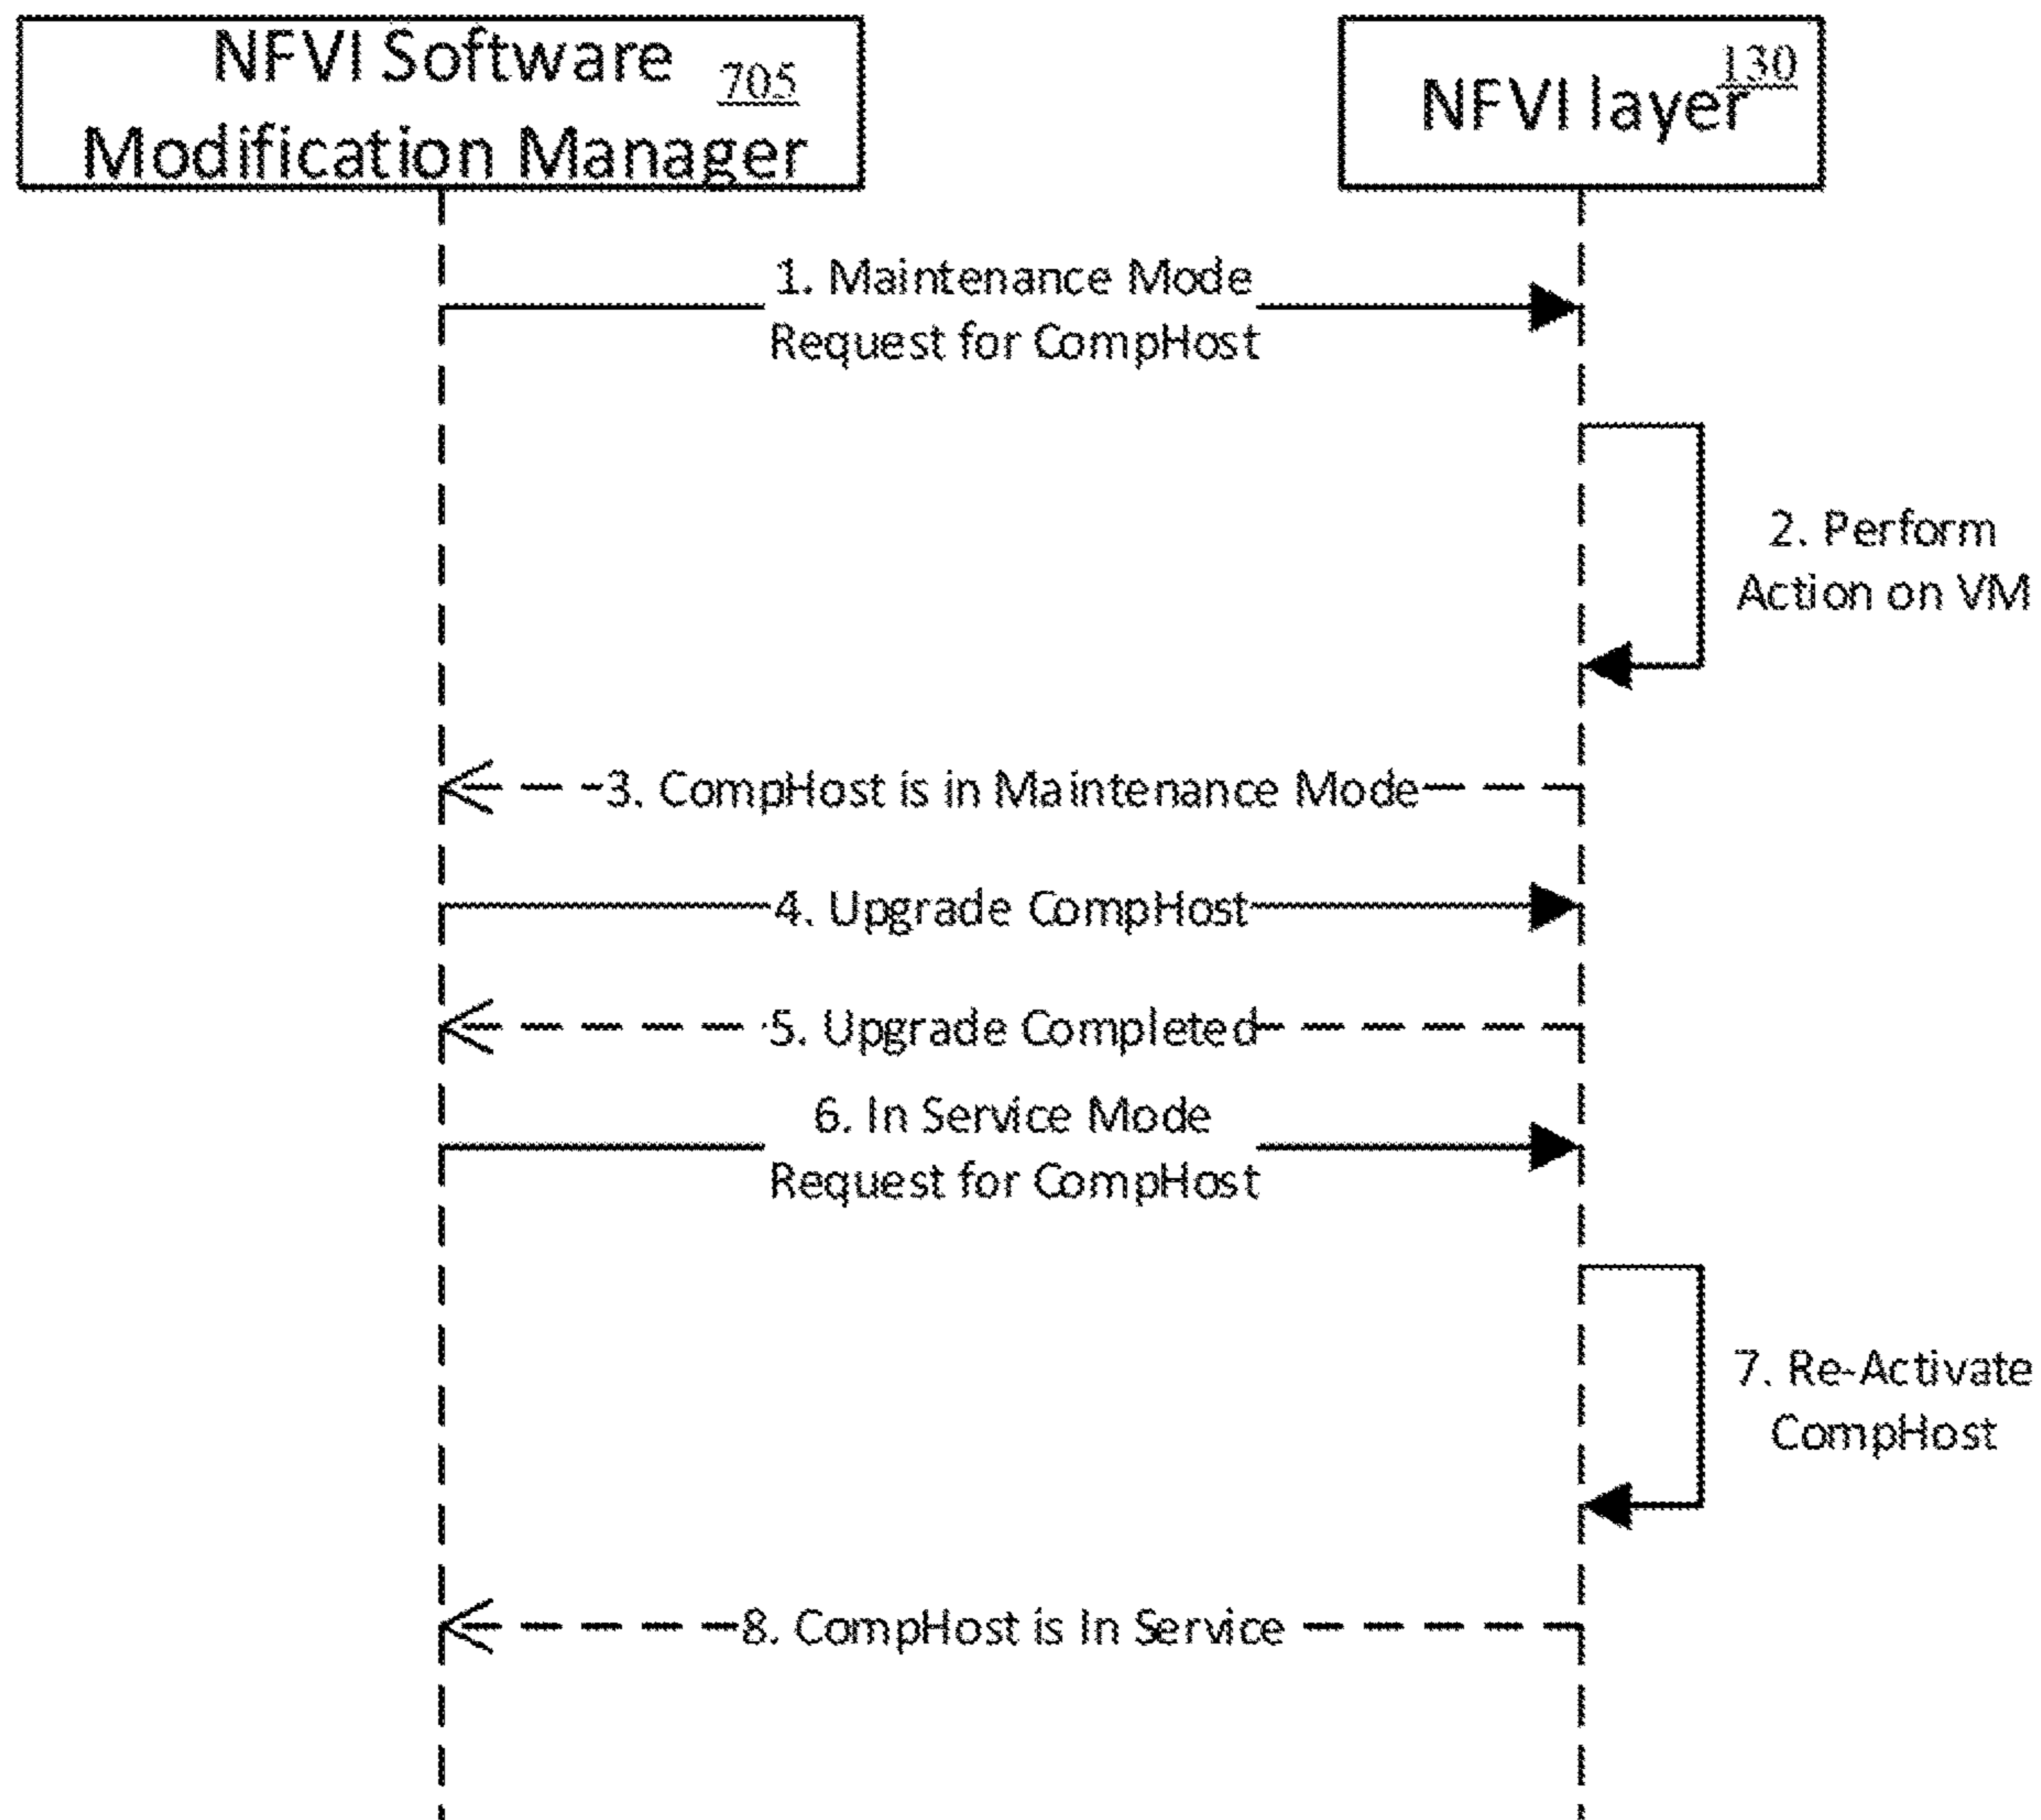 NFVI Software
Modification Manager
705
NFVI layer
130
1. Maintenance Mode
Request for CompHost
2. Perform
Action on VM
3. CompHost is in Maintenance Mode
4. Upgrade CompHost
5. Upgrade Completed
6. In Service Mode
Request for CompHost
7. Re-Activate
CompHost
8. CompHost is In Service